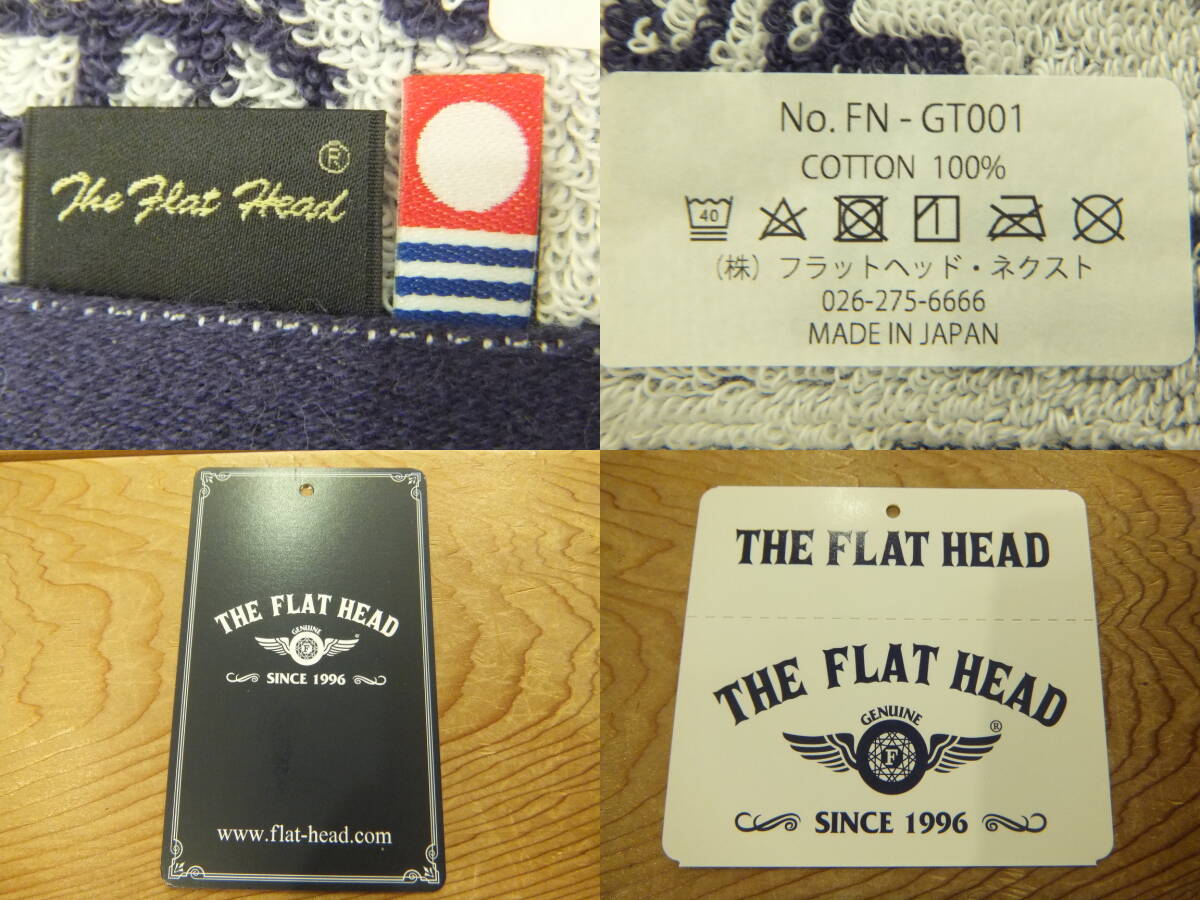 The Flat Head ®
No. FN - GT001
COTTON 100%
40 1
(株) フラットヘッド・ネクスト
026-275-6666
MADE IN JAPAN
THE FLAT HEAD
GENUINE
F ®
SINCE 1996
www.flat-head.com
THE FLAT HEAD
THE FLAT HEAD
GENUINE
F ®
SINCE 1996